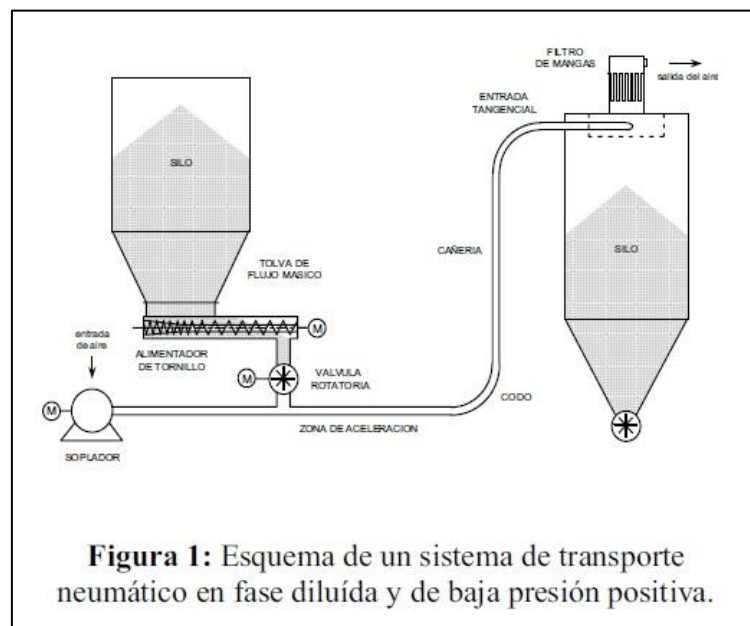 FILTRO
DE MANGAS
salida del aire
ENTRADA
TANGENCIAL
SILO
SILO
CAÑERIA
TOLVA DE
FLUJO MASICO
M
entrada
de aire
ALIMENTADOR
DE TORNILLO
M
VALVULA
ROTATORIA
M
CODO
ZONA DE ACELERACION
SOPLADOR
Figura 1: Esquema de un sistema de transporte
neumático en fase diluída y de baja presión positiva.